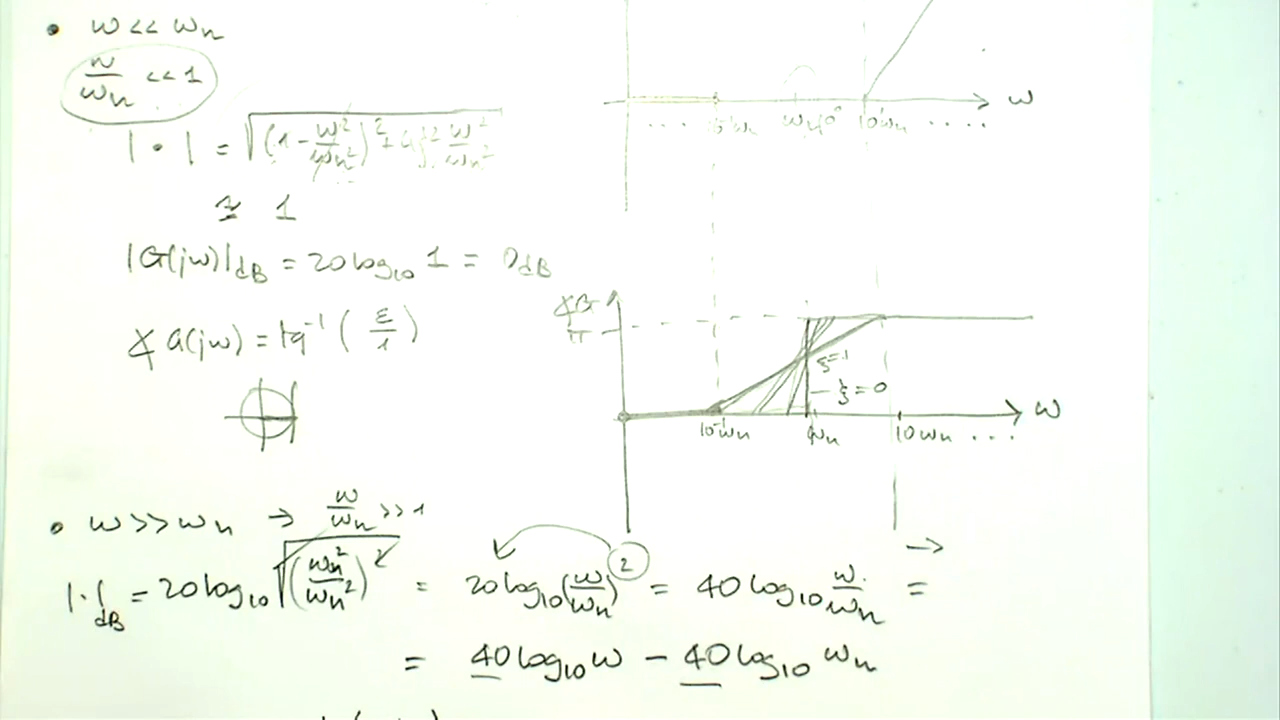 • ω << ωn
ω/ωn << 1
|•| = √((1 - ω²/ωn²)² + 4ξ² ω²/ωn²)
≃ 1
|G(jω)|dB = 20 log10 1 = 0dB
∡ G(jω) = tg⁻¹ (ε/1)
ω
.... 10⁻¹ωn 10ωn ....
∡G
π
ξ=1
ξ=0
ω
10⁻¹ωn ωn 10ωn ...
• ω >> ωn → ω/ωn >> 1
|·|dB = 20 log10 √((ω²/ωn²)²) = 20 log10 (ω/ωn)² = 40 log10 ω/ωn =
= 40 log10 ω - 40 log10 ωn